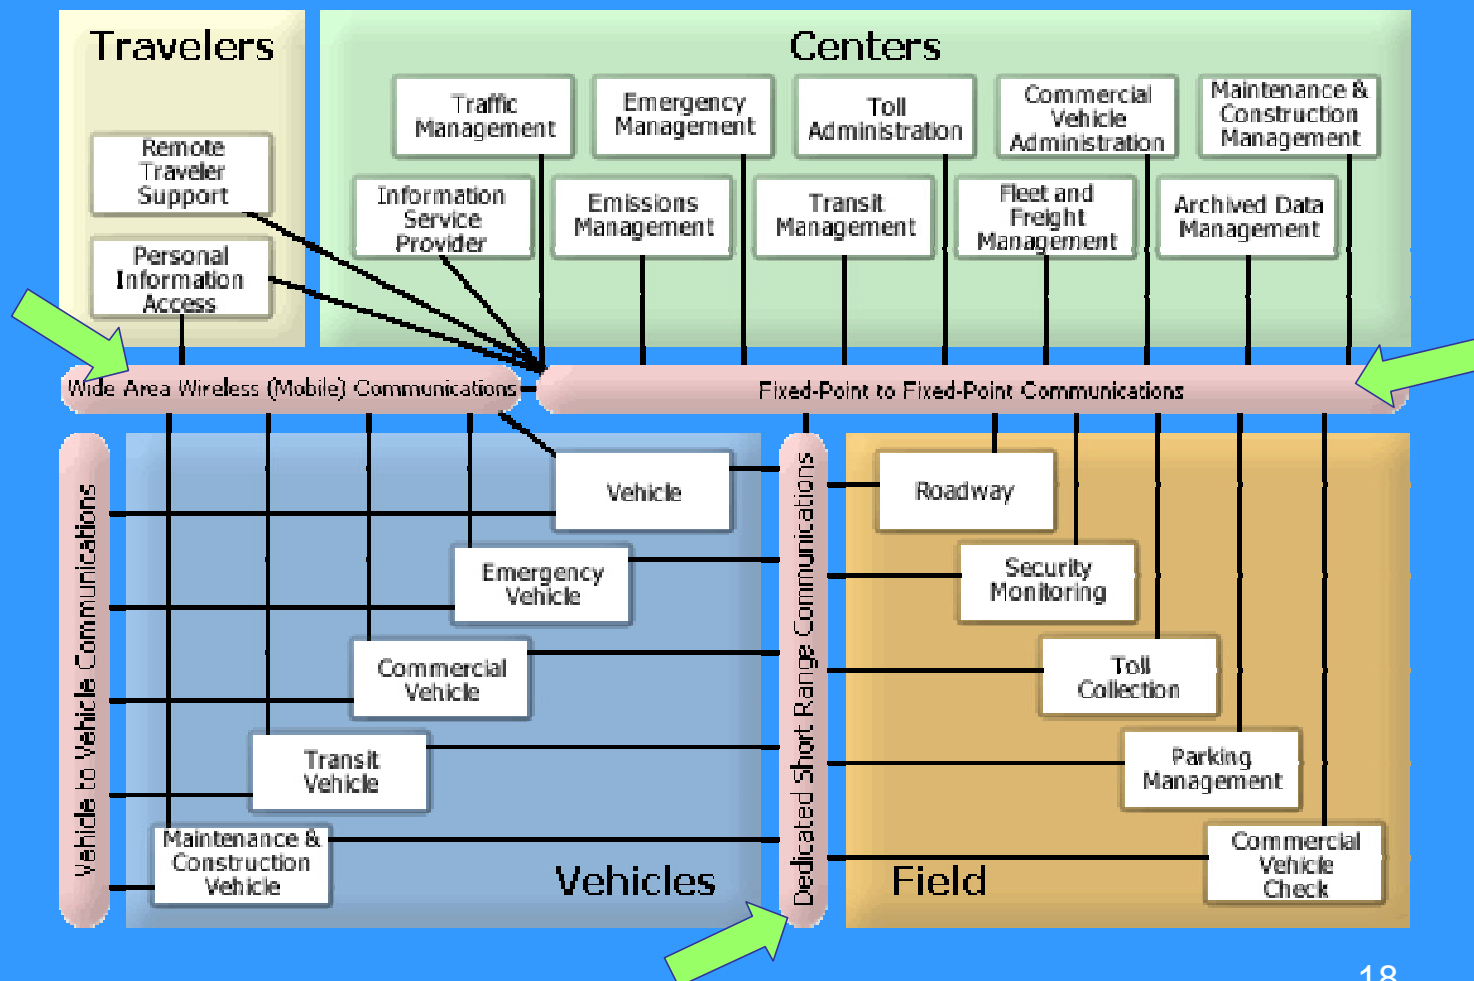 Travelers
Remote
Traveler
Support
Personal
Information
Access
Centers
Traffic
Management
Emergency
Management
Toll
Administration
Commercial
Vehicle
Administration
Maintenance &
Construction
Management
Information
Service
Provider
Emissions
Management
Transit
Management
Fleet and
Freight
Management
Archived Data
Management
Wide Area Wireless (Mobile) Communications
Fixed-Point to Fixed-Point Communications
Vehicle to Vehicle Communications
Vehicle
Emergency
Vehicle
Commercial
Vehicle
Transit
Vehicle
Maintenance &
Construction
Vehicle
Vehicles
Dedicated Short Range Communications
Roadway
Security
Monitoring
Toll
Collection
Parking
Management
Commercial
Vehicle
Check
Field
18